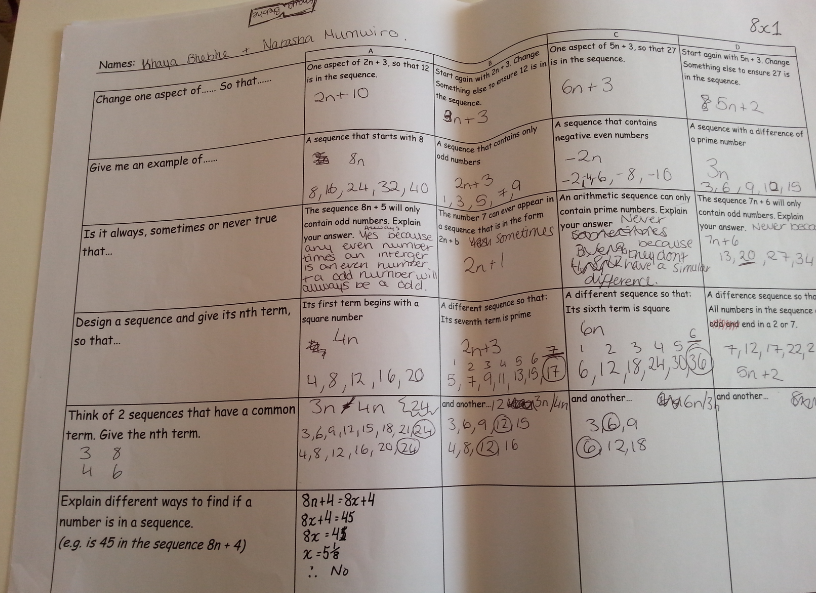 8x1
Names: Khaya Bhebhe + Natasha Mumwiro.
Change one aspect of...... So that......
A
One aspect of 2n + 3, so that 12
is in the sequence.
2n+10
B
Start again with 2n + 3. Change
Something else to ensure 12 is in
the sequence.
3n+3
C
One aspect of 5n + 3, so that 27
is in the sequence.
6n+3
D
Start again with 5n + 3. Change
Something else to ensure 27 is
in the sequence.
5n+2
Give me an example of......
A sequence that starts with 8
8n
8, 16, 24, 32, 40
A sequence that contains only
odd numbers
2n+3
1, 3, 5, 7, 9
A sequence that contains
negative even numbers
-2n
-2, -4, -6, -8, -10
A sequence with a difference of
a prime number
3n
3, 6, 9, 12, 15
Is it always, sometimes or never true
that...
The sequence 8n + 5 will only
contain odd numbers. Explain
your answer. Yes because
always
any even number
times an interger
is an even number
+ a odd number will
allways be a odd.
The number 7 can ever appear in
a sequence that is in the form
2n + b sometimes
2n+1
An arithmetic sequence can only
contain prime numbers. Explain
your answer Never
Sometimes
because
they don't
have a similar
difference.
The sequence 7n + 6 will only
contain odd numbers. Explain
your answer. Never beca
7n+6
13, 20, 27, 34
Design a sequence and give its nth term,
so that...
Its first term begins with a
square number
4n
4, 8, 12, 16, 20
A different sequence so that:
Its seventh term is prime
2n+3
1 2 3 4 5 6 7
5, 7, 9, 11, 13, 15, 17
A different sequence so that:
Its sixth term is square
6n
1 2 3 4 5 6
6, 12, 18, 24, 30, 36
A difference sequence so tha
All numbers in the sequence
end in a 2 or 7.
7, 12, 17, 22, 2
5n+2
Think of 2 sequences that have a common
term. Give the nth term.
3 8
4 6
3n 4n 24
3, 6, 9, 12, 15, 18, 21, 24
4, 8, 12, 16, 20, 24
and another... 12 3n/4n
3, 6, 9, 12, 15
4, 8, 12, 16
and another... 6n/3n
3, 6, 9
6, 12, 18
and another...
Explain different ways to find if a
number is in a sequence.
(e.g. is 45 in the sequence 8n + 4)
8n+4 = 8x+4
8x+4 = 45
8x = 41
x = 5⅛
∴ No